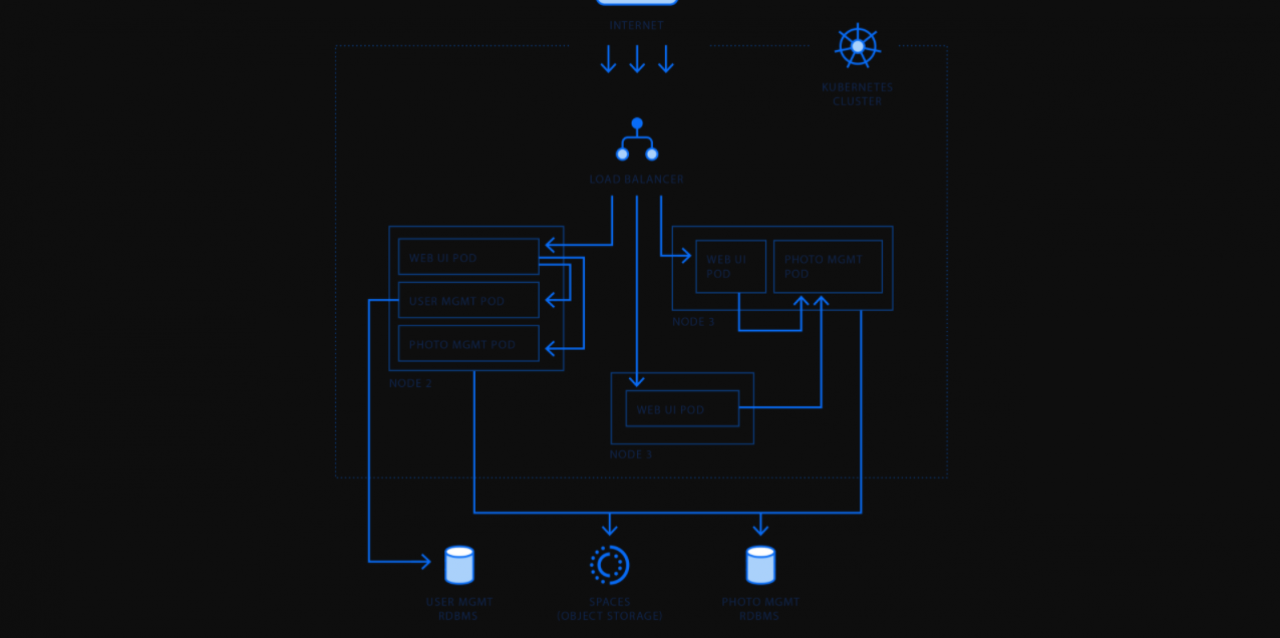 INTERNET
KUBERNETES
CLUSTER
LOAD BALANCER
WEB UI POD
USER MGMT POD
PHOTO MGMT POD
NODE 2
WEB UI
POD
PHOTO MGMT
POD
NODE 3
WEB UI POD
NODE 3
USER MGMT
RDBMS
SPACES
(OBJECT STORAGE)
PHOTO MGMT
RDBMS